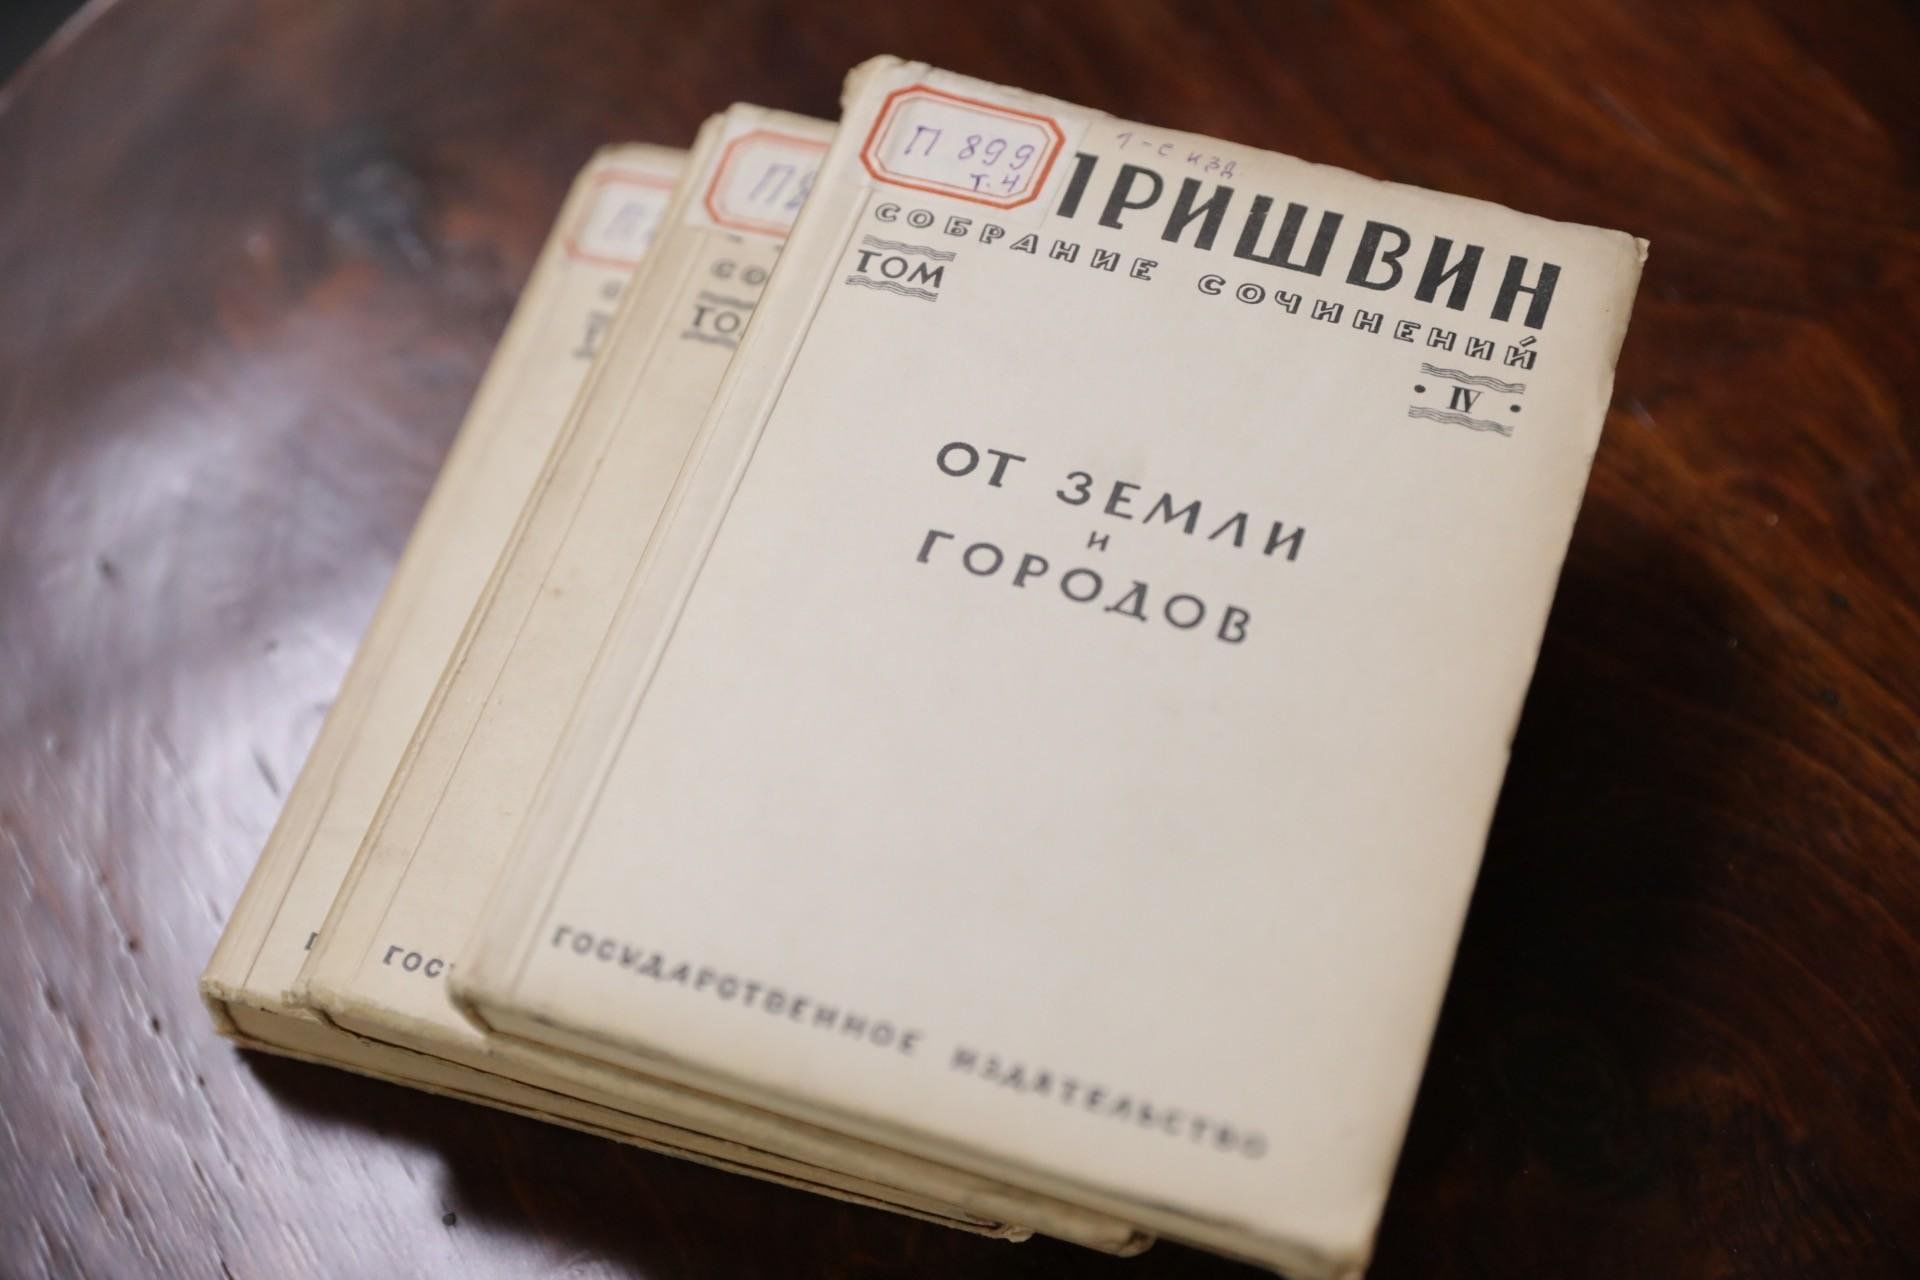 П 899
т. 4
1-е изд.
ПРИШВИН
СОБРАНИЕ СОЧИНЕНИЙ
ТОМ
• IV •
ОТ ЗЕМЛИ
И
ГОРОДОВ
ГОСУДАРСТВЕННОЕ ИЗДАТЕЛЬСТВО